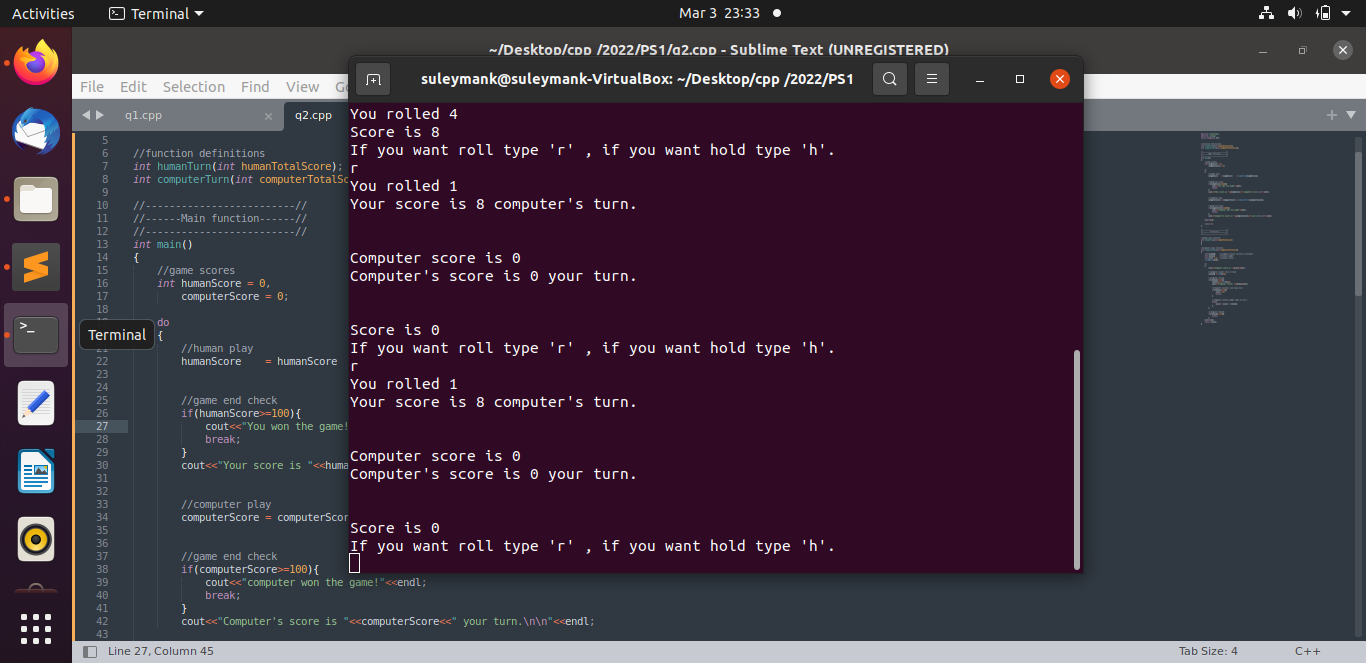 Activities
Terminal
Mar 3 23:33
~/Desktop/cpp /2022/PS1/q2.cpp - Sublime Text (UNREGISTERED)
File Edit Selection Find View
q1.cpp
q2.cpp
suleymank@suleymank-VirtualBox: ~/Desktop/cpp /2022/PS1
5
6 //function definitions
7 int humanTurn(int humanTotalScore);
8 int computerTurn(int computerTotalSc
9
10 //-------------------------//
11 //------Main function------//
12 //-------------------------//
13 int main()
14 {
15 //game scores
16 int humanScore = 0,
17 computerScore = 0;
18
do
{
21 //human play
22 humanScore = humanScore
23
24
25 //game end check
26 if(humanScore>=100){
27 cout<<"You won the game!
28 break;
29 }
30 cout<<"Your score is "<<huma
31
32
33 //computer play
34 computerScore = computerScor
35
36
37 //game end check
38 if(computerScore>=100){
39 cout<<"computer won the game!"<<endl;
40 break;
41 }
42 cout<<"Computer's score is "<<computerScore<<" your turn.\n\n"<<endl;
43
Terminal
You rolled 4
Score is 8
If you want roll type 'r' , if you want hold type 'h'.
r
You rolled 1
Your score is 8 computer's turn.
Computer score is 0
Computer's score is 0 your turn.
Score is 0
If you want roll type 'r' , if you want hold type 'h'.
r
You rolled 1
Your score is 8 computer's turn.
Computer score is 0
Computer's score is 0 your turn.
Score is 0
If you want roll type 'r' , if you want hold type 'h'.
Line 27, Column 45
Tab Size: 4
C++